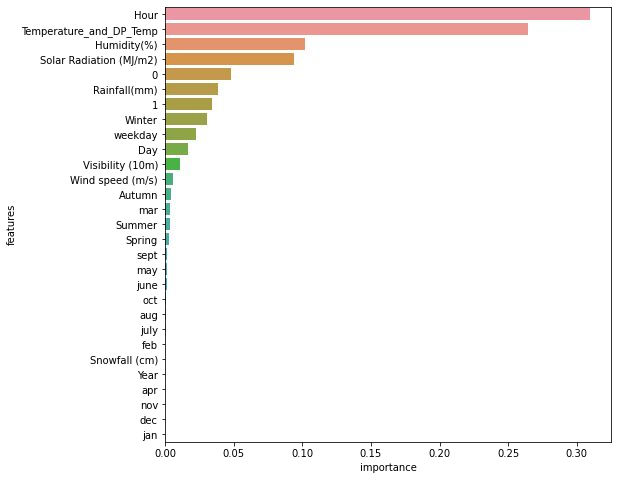 Hour
Temperature_and_DP_Temp
Humidity(%)
Solar Radiation (MJ/m2)
0
Rainfall(mm)
1
Winter
weekday
Day
Visibility (10m)
Wind speed (m/s)
Autumn
mar
Summer
Spring
sept
may
june
oct
aug
july
feb
Snowfall (cm)
Year
apr
nov
dec
jan
features
0.00 0.05 0.10 0.15 0.20 0.25 0.30
importance